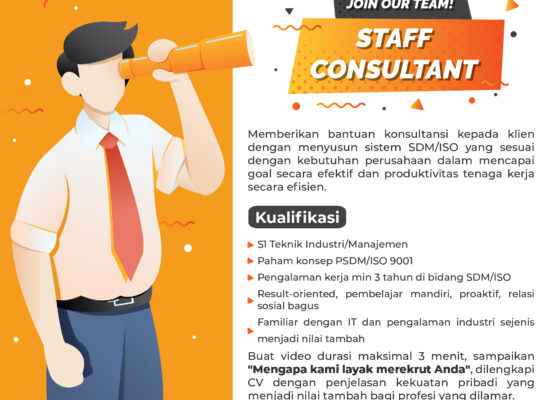 JOIN OUR TEAM!
STAFF
CONSULTANT
Memberikan bantuan konsultansi kepada klien
dengan menyusun sistem SDM/ISO yang sesuai
dengan kebutuhan perusahaan dalam mencapai
goal secara efektif dan produktivitas tenaga kerja
secara efisien.
Kualifikasi
S1 Teknik Industri/Manajemen
Paham konsep PSDM/ISO 9001
Pengalaman kerja min 3 tahun di bidang SDM/ISO
Result-oriented, pembelajar mandiri, proaktif, relasi
sosial bagus
Familiar dengan IT dan pengalaman industri sejenis
menjadi nilai tambah
Buat video durasi maksimal 3 menit, sampaikan
"Mengapa kami layak merekrut Anda", dilengkapi
CV dengan penjelasan kekuatan pribadi yang
menjadi nilai tambah bagi profesi yang dilamar.